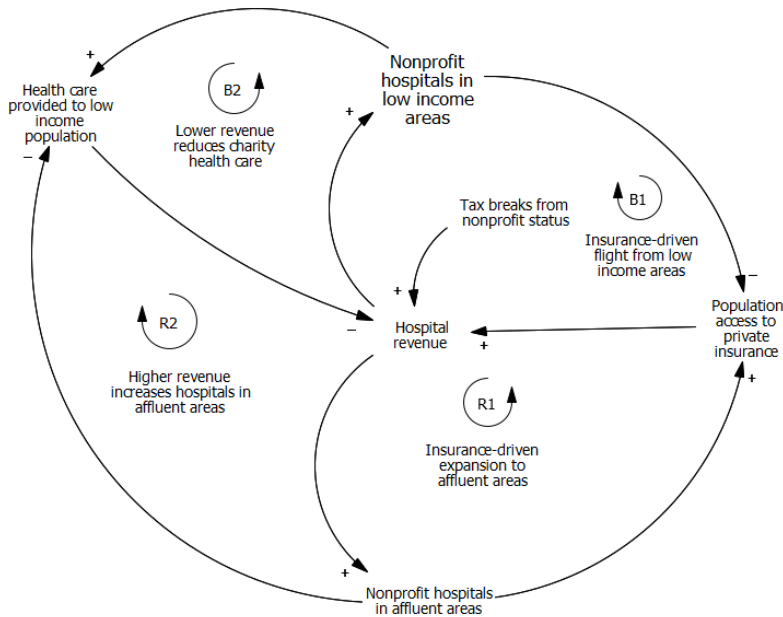 +
Nonprofit
hospitals in
low income
areas
Health care
provided to low
income
population
B2
+
Lower revenue
reduces charity
health care
–
Tax breaks from
nonprofit status
B1
Insurance-driven
flight from low
income areas
–
+
R2
–
Hospital
revenue
+
Population
access to
private
insurance
+
Higher revenue
increases hospitals in
affluent areas
R1
Insurance-driven
expansion to
affluent areas
+
Nonprofit hospitals
in affluent areas